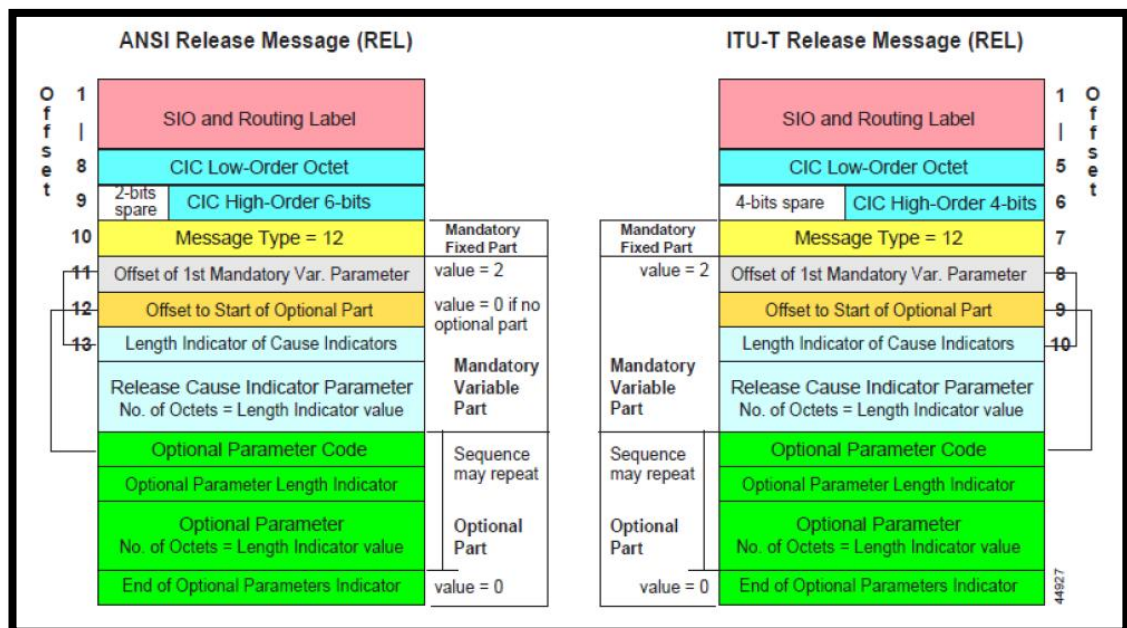 ANSI Release Message (REL)
Offset
1
|
8
9
10
11
12
13
SIO and Routing Label
CIC Low-Order Octet
2-bits
spare
CIC High-Order 6-bits
Message Type = 12
Offset of 1st Mandatory Var. Parameter
Offset to Start of Optional Part
Length Indicator of Cause Indicators
Release Cause Indicator Parameter
No. of Octets = Length Indicator value
Optional Parameter Code
Optional Parameter Length Indicator
Optional Parameter
No. of Octets = Length Indicator value
End of Optional Parameters Indicator
Mandatory
Fixed Part
value = 2
value = 0 if no
optional part
Mandatory
Variable
Part
Sequence
may repeat
Optional
Part
value = 0
ITU-T Release Message (REL)
Mandatory
Fixed Part
value = 2
Mandatory
Variable
Part
Sequence
may repeat
Optional
Part
value = 0
SIO and Routing Label
CIC Low-Order Octet
4-bits spare
CIC High-Order 4-bits
Message Type = 12
Offset of 1st Mandatory Var. Parameter
Offset to Start of Optional Part
Length Indicator of Cause Indicators
Release Cause Indicator Parameter
No. of Octets = Length Indicator value
Optional Parameter Code
Optional Parameter Length Indicator
Optional Parameter
No. of Octets = Length Indicator value
End of Optional Parameters Indicator
1
|
5
6
7
8
9
10
Offset
44927